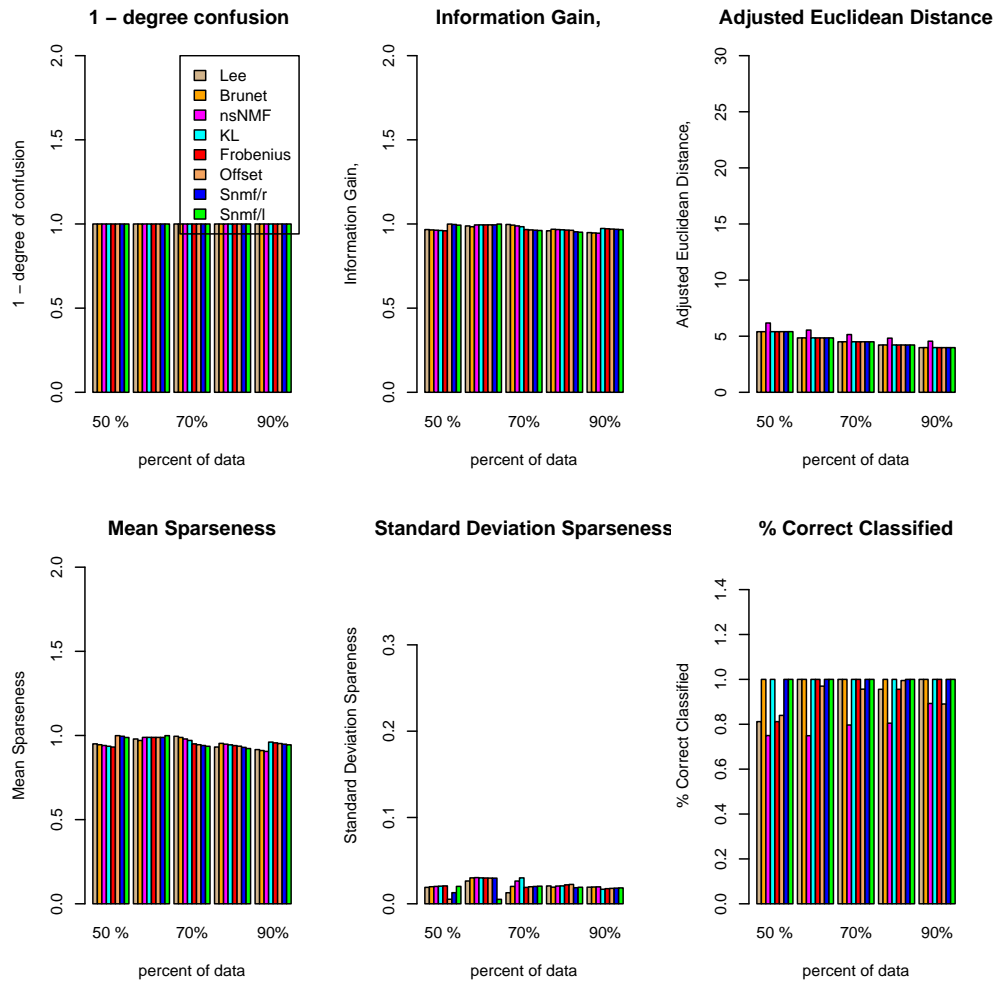 1 − degree confusion
2.0
1.5
1.0
0.5
0.0
1 − degree of confusion
Lee
Brunet
nsNMF
KL
Frobenius
Offset
Snmf/r
Snmf/l
50 %
70%
90%
percent of data
Information Gain,
2.0
1.5
1.0
0.5
0.0
Information Gain,
50 %
70%
90%
percent of data
Adjusted Euclidean Distance
30
25
20
15
10
5
0
Adjusted Euclidean Distance,
50 %
70%
90%
percent of data
Mean Sparseness
2.0
1.5
1.0
0.5
0.0
Mean Sparseness
50 %
70%
90%
percent of data
Standard Deviation Sparseness
0.3
0.2
0.1
0.0
Standard Deviation Spareness
50 %
70%
90%
percent of data
% Correct Classified
1.4
1.2
1.0
0.8
0.6
0.4
0.2
0.0
% Correct Classified
50 %
70%
90%
percent of data